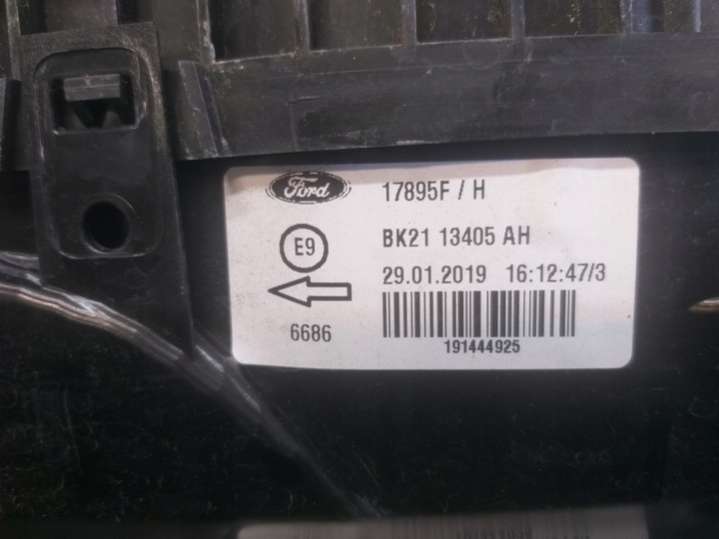 Ford
17895F / H
E9
BK21 13405 AH
29.01.2019 16:12:47/3
6686
191444925